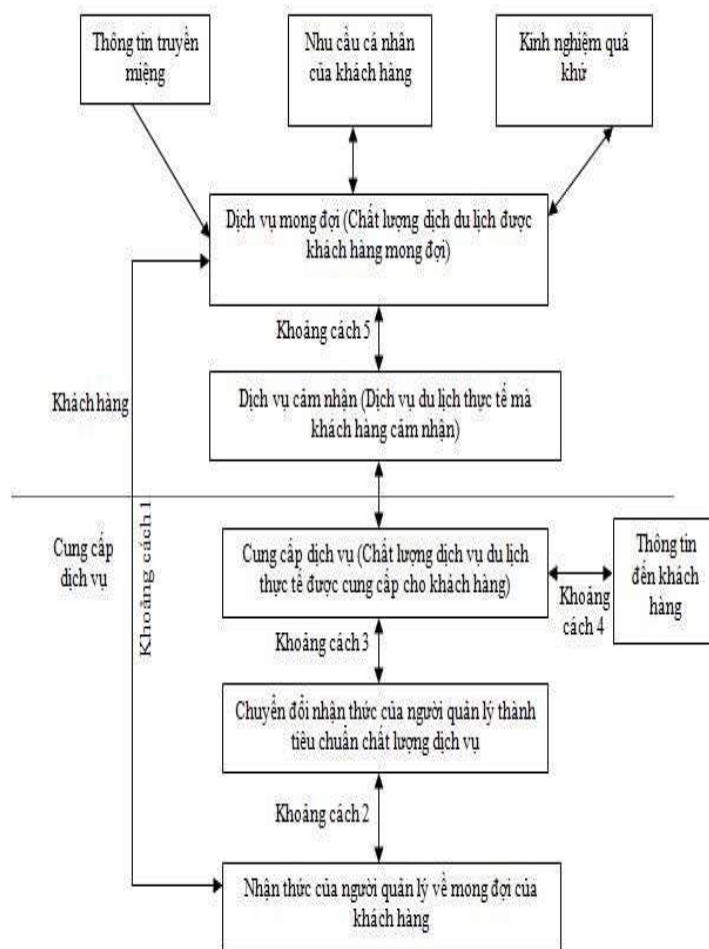 Thông tin truyền
miệng
Nhu cầu cá nhân
của khách hàng
Kinh nghiệm quá
khứ
Dịch vụ mong đợi (Chất lượng dịch du lịch được
khách hàng mong đợi)
Khoảng cách 5
Khách hàng
Dịch vụ cảm nhận (Dịch vụ du lịch thực tế mà
khách hàng cảm nhận)
Khoảng cách 1
Cung cấp
dịch vụ
Cung cấp dịch vụ (Chất lượng dịch vụ du lịch
thực tế được cung cấp cho khách hàng)
Khoảng
cách 4
Thông tin
đến khách
hàng
Khoảng cách 3
Chuyển đổi nhận thức của người quản lý thành
tiêu chuẩn chất lượng dịch vụ
Khoảng cách 2
Nhận thức của người quản lý về mong đợi của
khách hàng